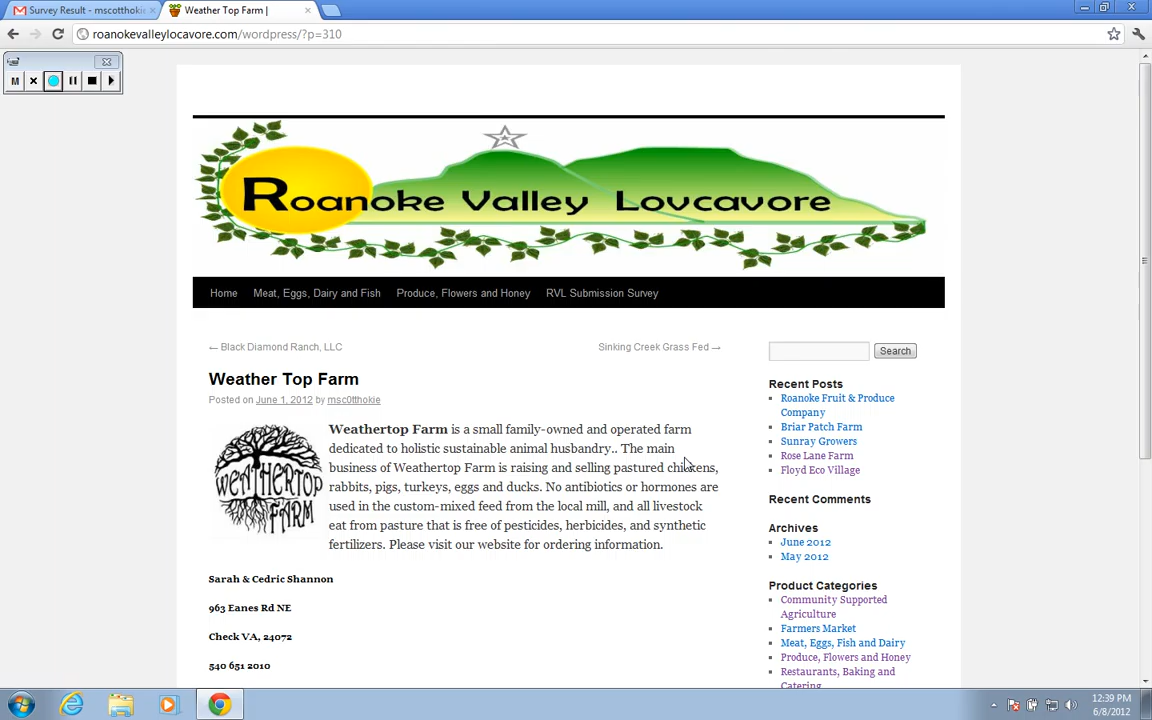 Survey Result - mscotthokie
Weather Top Farm |
roanokevalleylocavore.com/wordpress/?p=310
M
Roanoke Valley Lovcavore
Home Meat, Eggs, Dairy and Fish Produce, Flowers and Honey RVL Submission Survey
← Black Diamond Ranch, LLC Sinking Creek Grass Fed →
Weather Top Farm
Posted on June 1, 2012 by msc0tthokie
WEATHERTOP FARM
Weathertop Farm is a small family-owned and operated farm
dedicated to holistic sustainable animal husbandry.. The main
business of Weathertop Farm is raising and selling pastured chickens,
rabbits, pigs, turkeys, eggs and ducks. No antibiotics or hormones are
used in the custom-mixed feed from the local mill, and all livestock
eat from pasture that is free of pesticides, herbicides, and synthetic
fertilizers. Please visit our website for ordering information.
Sarah & Cedric Shannon
963 Eanes Rd NE
Check VA, 24072
540 651 2010
Search
Recent Posts
Roanoke Fruit & Produce
Company
Briar Patch Farm
Sunray Growers
Rose Lane Farm
Floyd Eco Village
Recent Comments
Archives
June 2012
May 2012
Product Categories
Community Supported
Agriculture
Farmers Market
Meat, Eggs, Fish and Dairy
Produce, Flowers and Honey
Restaurants, Baking and
Catering
12:39 PM
6/8/2012